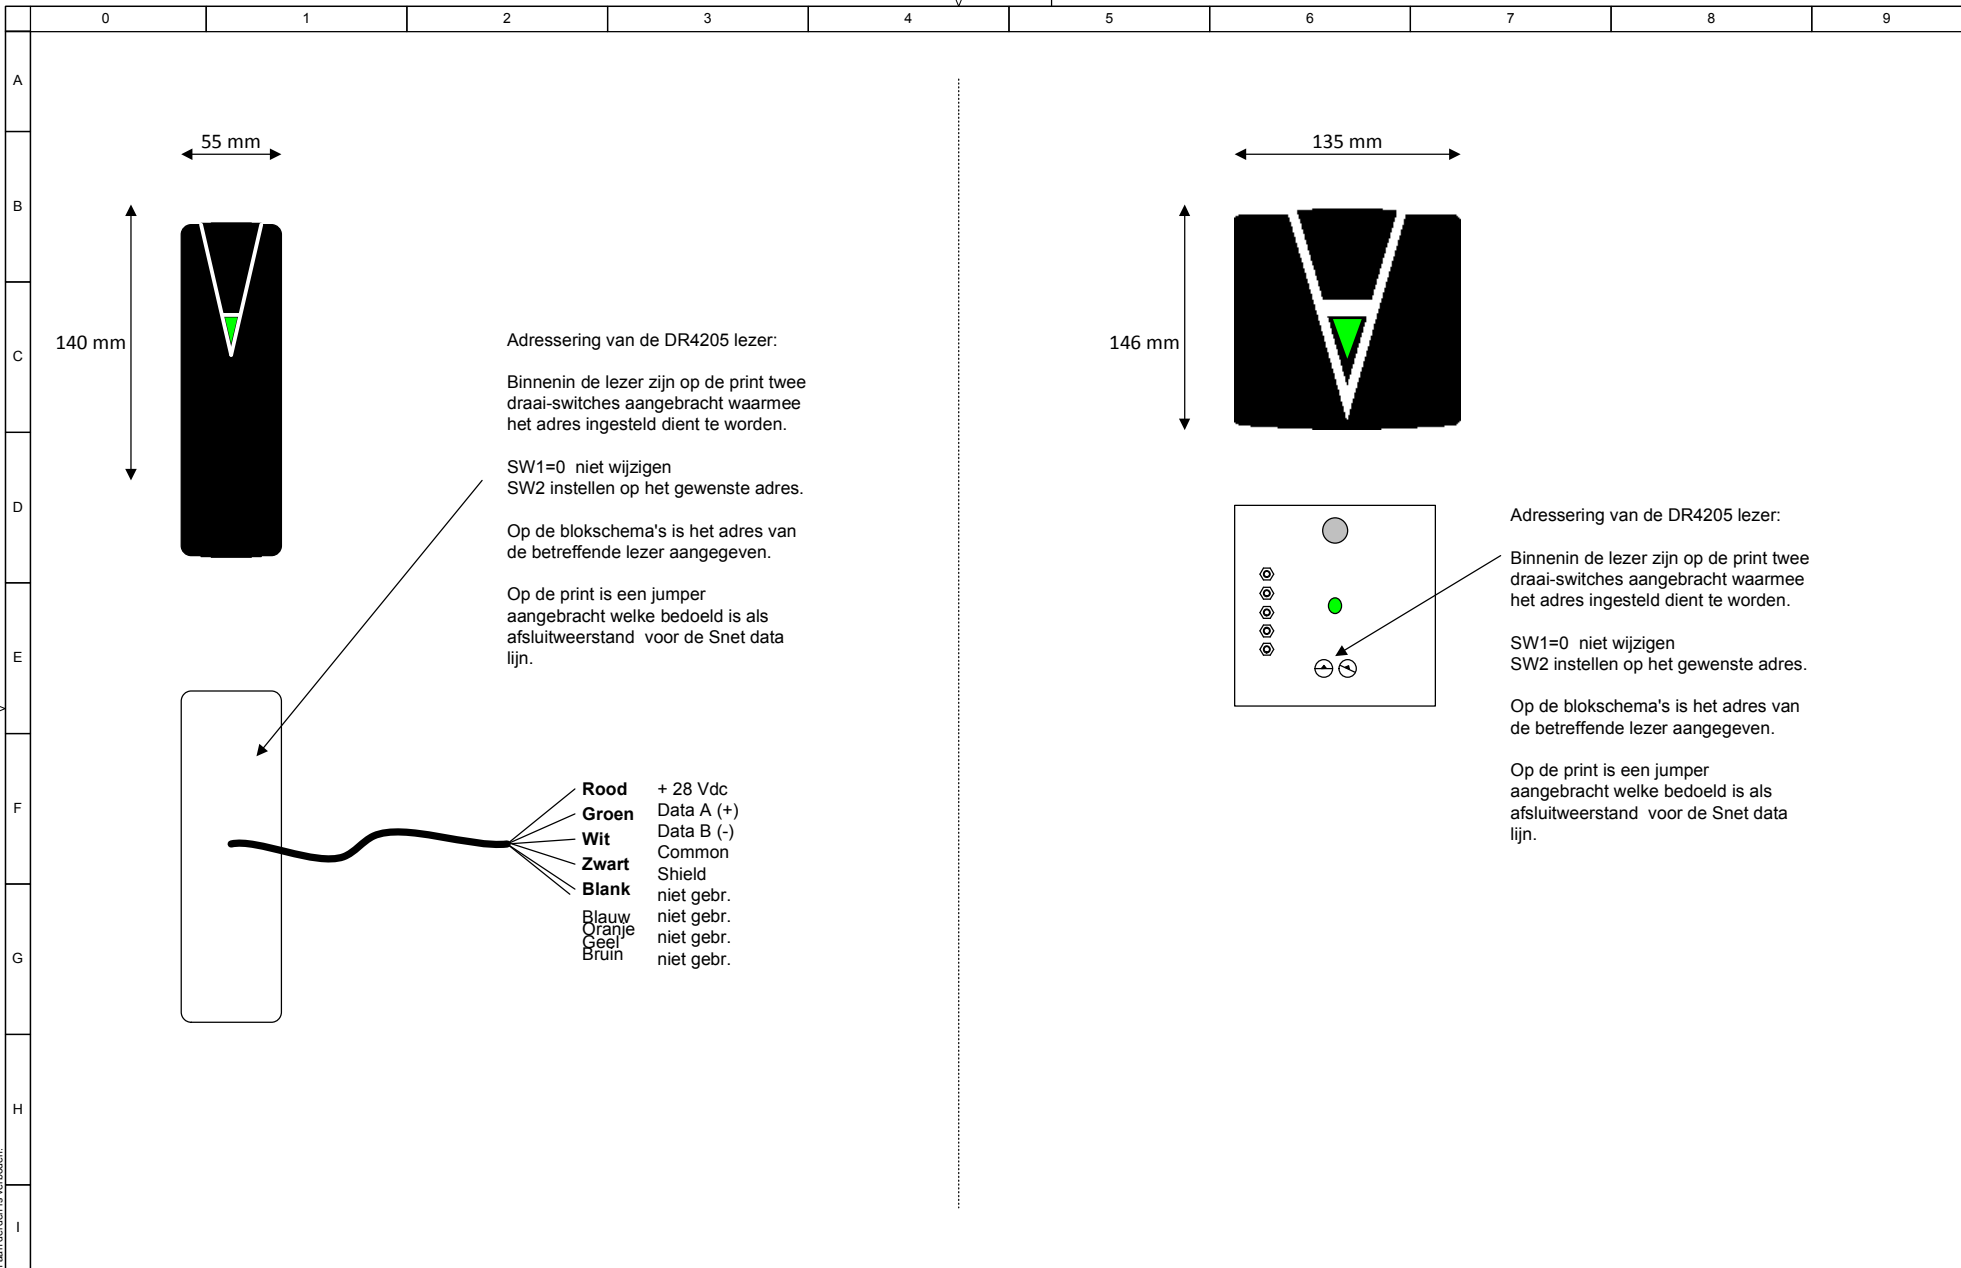 0 1 2 3 4 5 6 7 8 9
A
B
C
D
E
F
G
H
I
55 mm
140 mm
Adressering van de DR4205 lezer:
Binnenin de lezer zijn op de print twee
draai-switches aangebracht waarmee
het adres ingesteld dient te worden.
SW1=0  niet wijzigen
SW2 instellen op het gewenste adres.
Op de blokschema's is het adres van
de betreffende lezer aangegeven.
Op de print is een jumper
aangebracht welke bedoeld is als
afsluitweerstand  voor de Snet data
lijn.
Rood + 28 Vdc
Groen Data A (+)
Wit Data B (-)
Zwart Common
Blank Shield
Blauw niet gebr.
Oranje niet gebr.
Geel niet gebr.
Bruin niet gebr.
135 mm
146 mm
Adressering van de DR4205 lezer:
Binnenin de lezer zijn op de print twee
draai-switches aangebracht waarmee
het adres ingesteld dient te worden.
SW1=0  niet wijzigen
SW2 instellen op het gewenste adres.
Op de blokschema's is het adres van
de betreffende lezer aangegeven.
Op de print is een jumper
aangebracht welke bedoeld is als
afsluitweerstand  voor de Snet data
lijn.